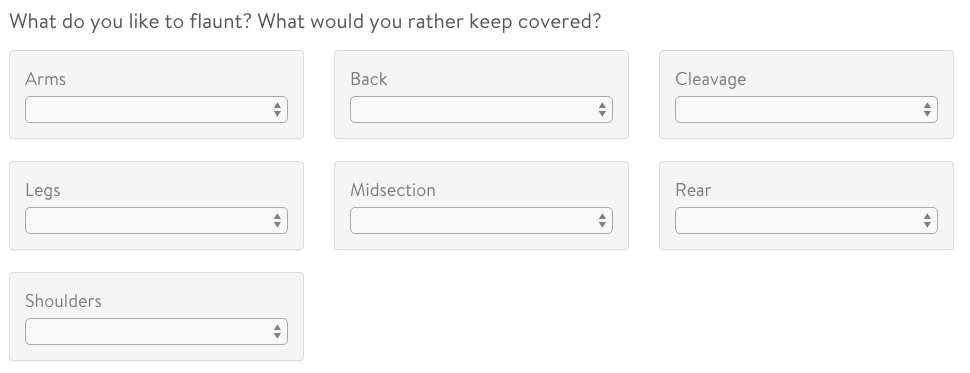 What do you like to flaunt? What would you rather keep covered?
Arms
Back
Cleavage
Legs
Midsection
Rear
Shoulders